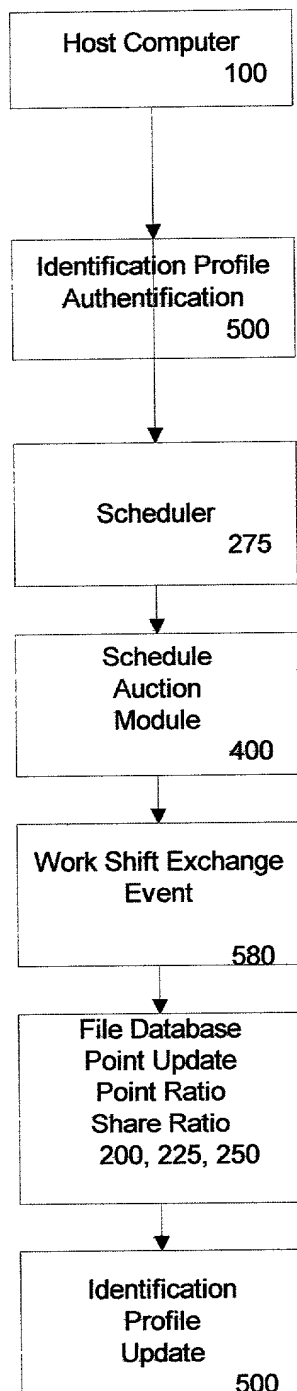 Host Computer
100
Identification Profile
Authentification
500
Scheduler
275
Schedule
Auction
Module
400
Work Shift Exchange
Event
580
File Database
Point Update
Point Ratio
Share Ratio
200, 225, 250
Identification
Profile
Update
500